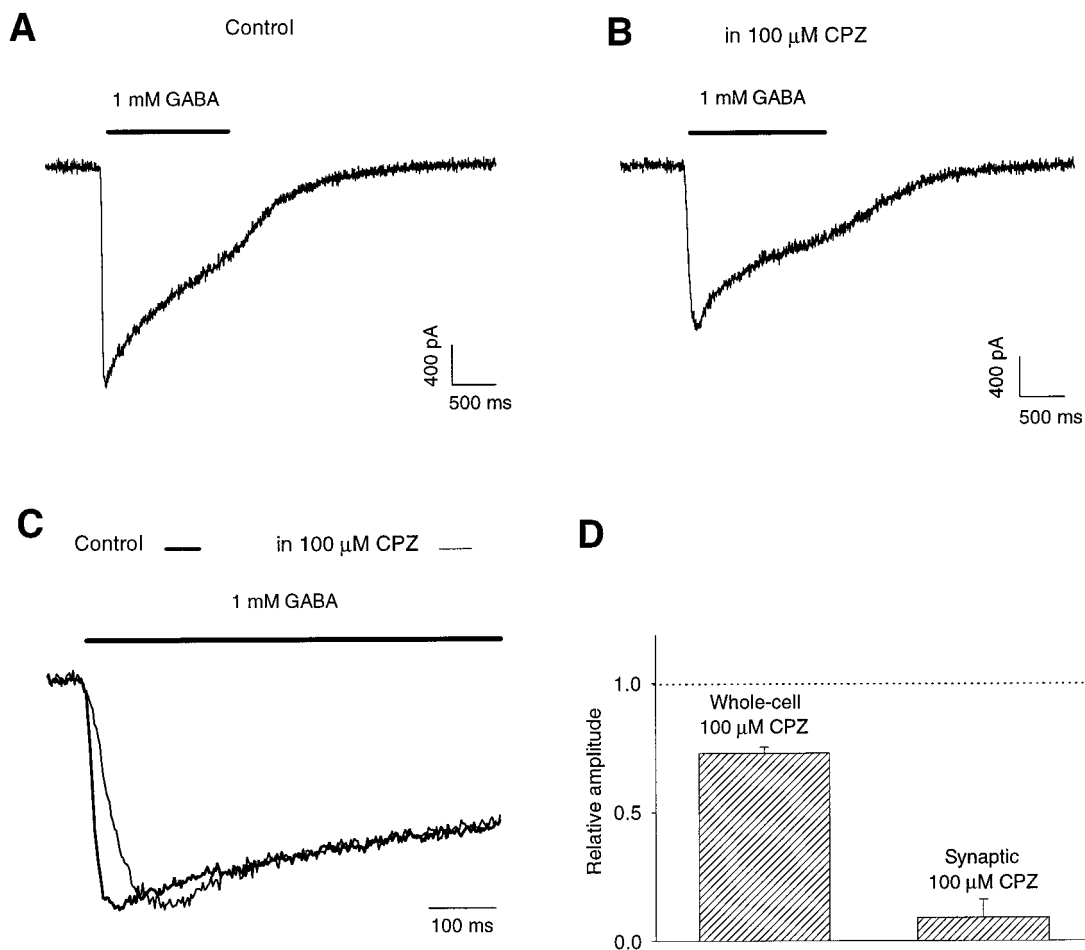 A
Control
1 mM GABA
400 pA
500 ms
B
in 100 μM CPZ
1 mM GABA
400 pA
500 ms
C
Control
in 100 μM CPZ
1 mM GABA
100 ms
D
Relative amplitude
1.0
0.5
0.0
Whole-cell
100 μM CPZ
Synaptic
100 μM CPZ